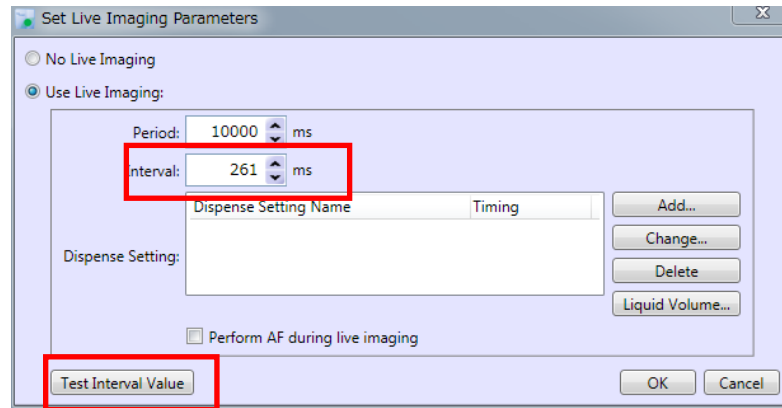 Set Live Imaging Parameters
No Live Imaging
Use Live Imaging:
Period: 10000 ms
Interval: 261 ms
Dispense Setting Name Timing
Add...
Change...
Dispense Setting:
Delete
Liquid Volume...
Perform AF during live imaging
Test Interval Value OK Cancel